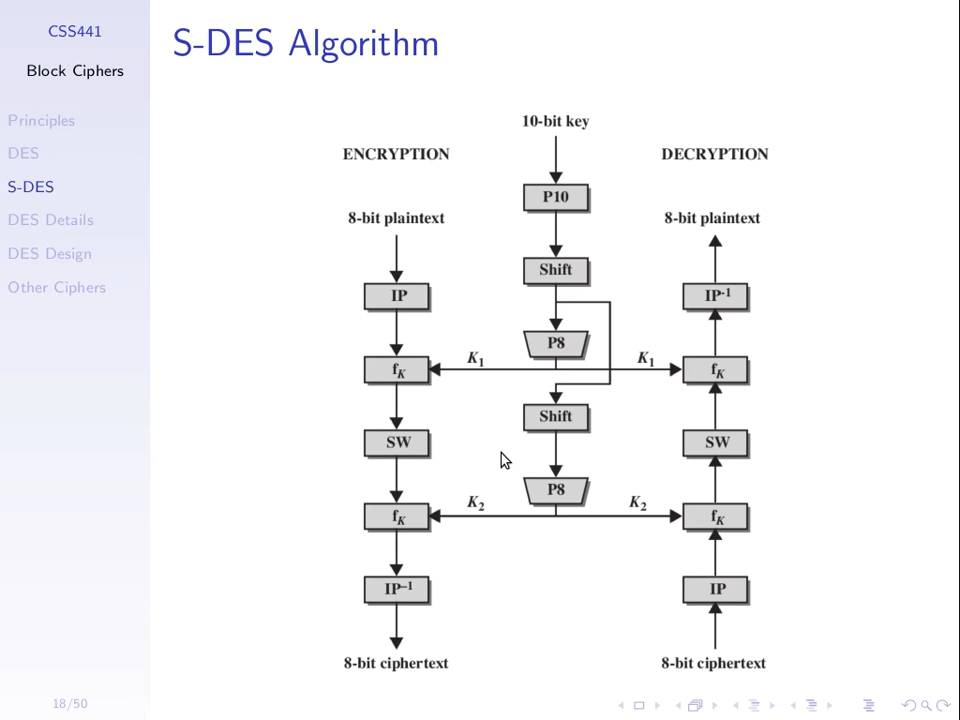 CSS441
Block Ciphers
Principles
DES
S-DES
DES Details
DES Design
Other Ciphers
18/50
S-DES Algorithm
10-bit key
ENCRYPTION
DECRYPTION
P10
8-bit plaintext
8-bit plaintext
Shift
IP
IP-1
P8
K1
K1
fK
fK
Shift
SW
SW
P8
K2
K2
fK
fK
IP–1
IP
8-bit ciphertext
8-bit ciphertext